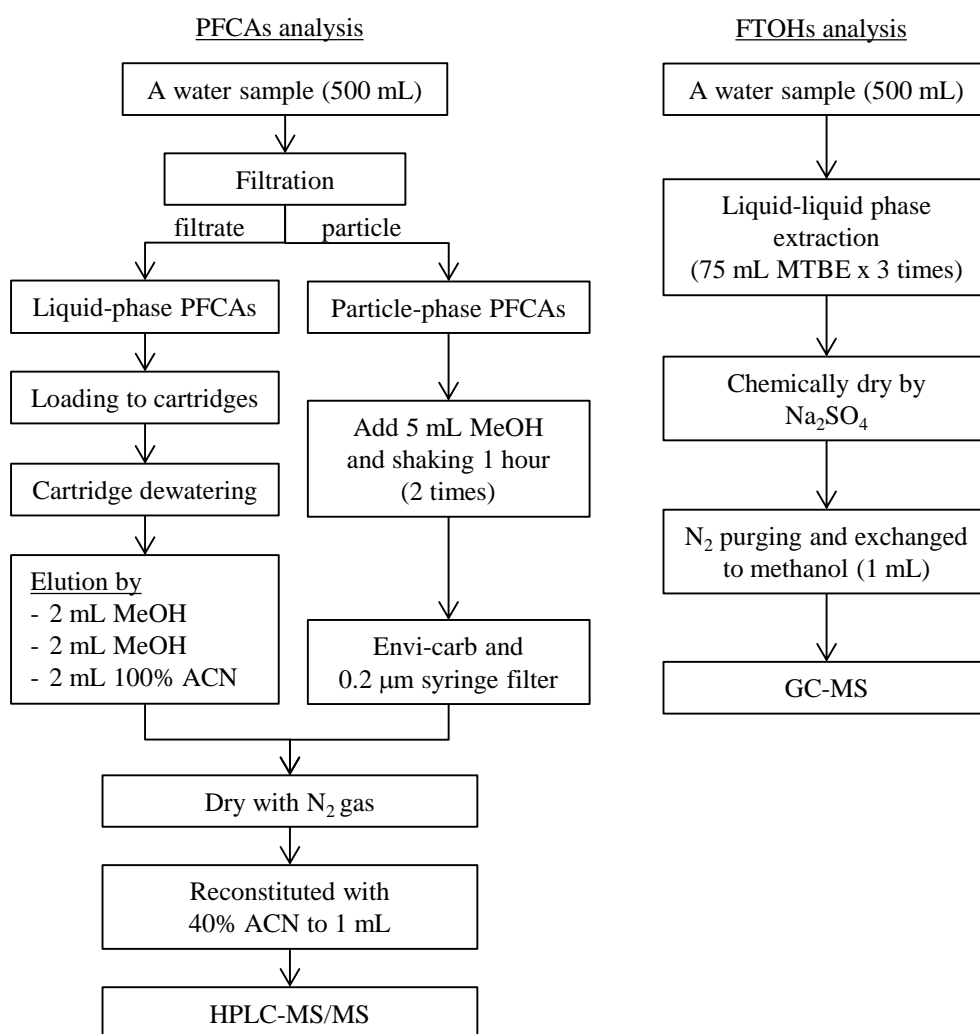 PFCAs analysis
A water sample (500 mL)
Filtration
filtrate
particle
Liquid-phase PFCAs
Loading to cartridges
Cartridge dewatering
Elution by
- 2 mL MeOH
- 2 mL MeOH
- 2 mL 100% ACN
Particle-phase PFCAs
Add 5 mL MeOH
and shaking 1 hour
(2 times)
Envi-carb and
0.2 μm syringe filter
Dry with N₂ gas
Reconstituted with
40% ACN to 1 mL
HPLC-MS/MS
FTOHs analysis
A water sample (500 mL)
Liquid-liquid phase
extraction
(75 mL MTBE x 3 times)
Chemically dry by
Na₂SO₄
N₂ purging and exchanged
to methanol (1 mL)
GC-MS